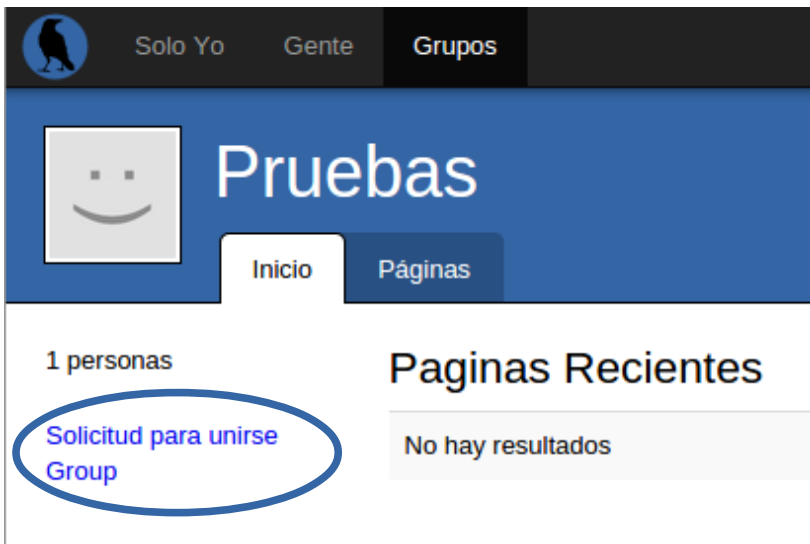 Solo Yo Gente Grupos
Pruebas
Inicio Páginas
1 personas
Solicitud para unirse
Group
Paginas Recientes
No hay resultados